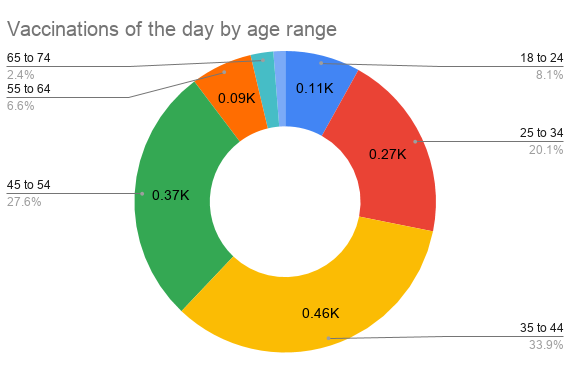 Vaccinations of the day by age range
65 to 74
2.4%
55 to 64
6.6%
45 to 54
27.6%
18 to 24
8.1%
25 to 34
20.1%
35 to 44
33.9%
0.11K
0.27K
0.46K
0.37K
0.09K